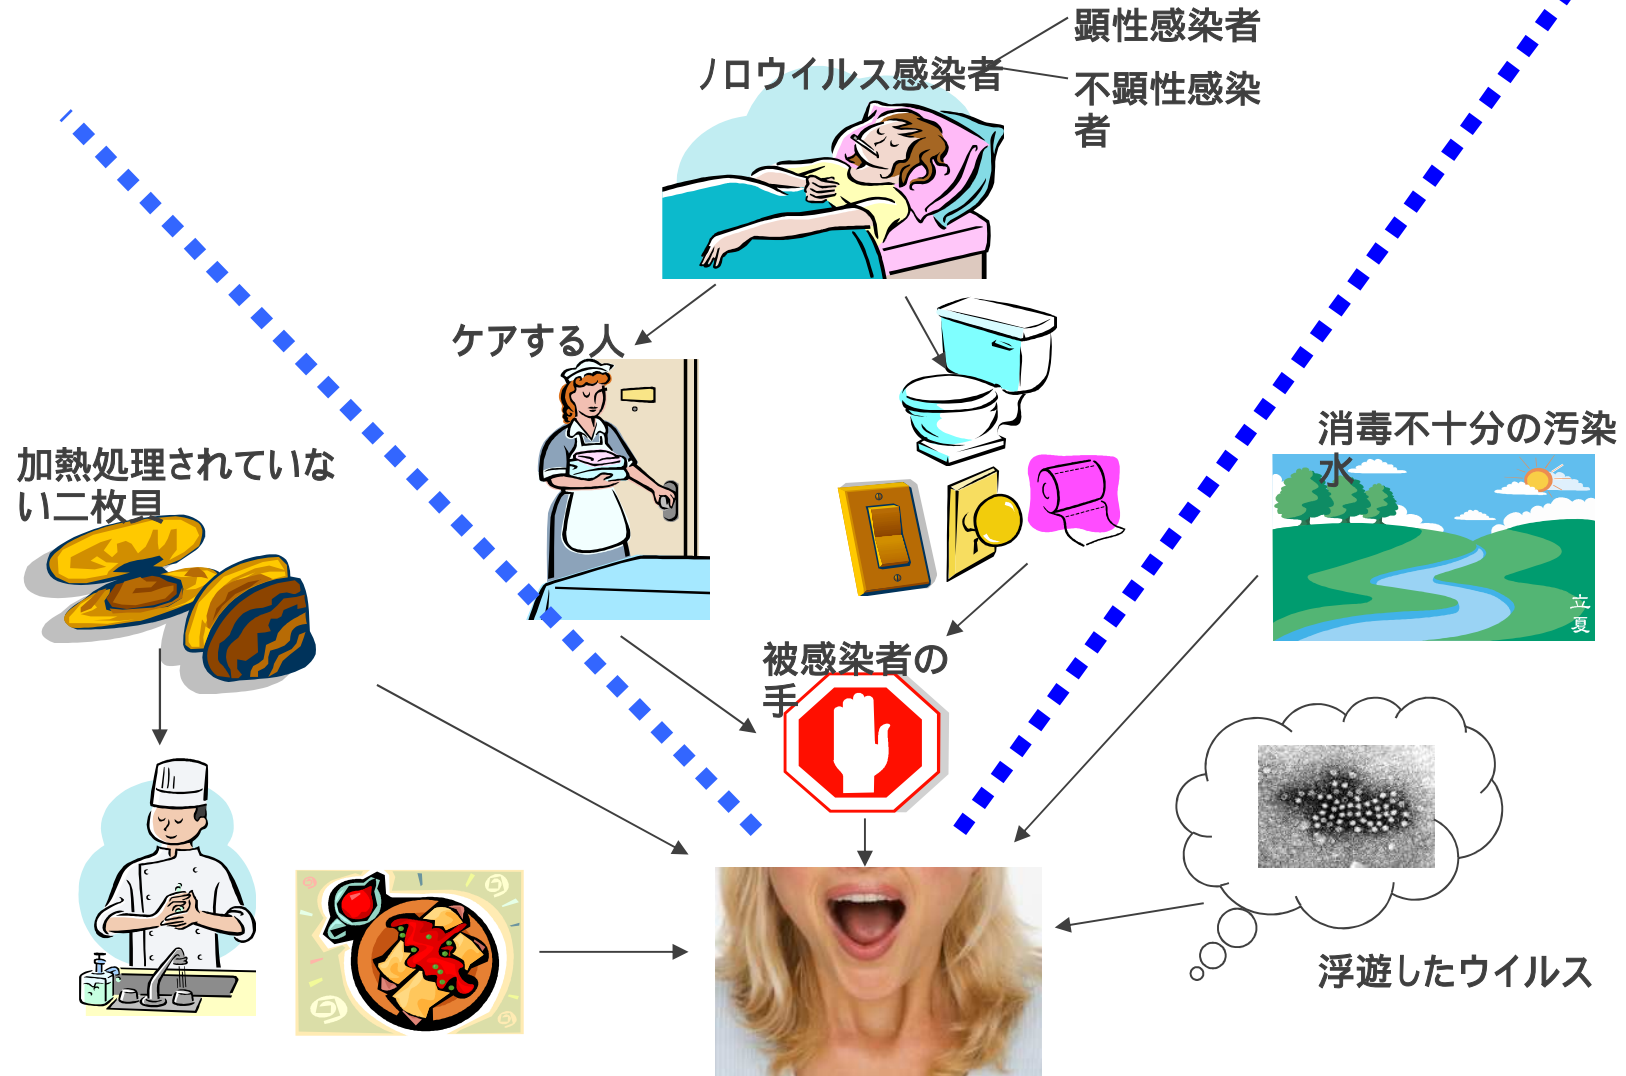 顕性感染者
ノロウイルス感染者
不顕性感染
者
ケアする人
消毒不十分の汚染
水
加熱処理されていな
い二枚貝
立
夏
被感染者の
手
浮遊したウイルス